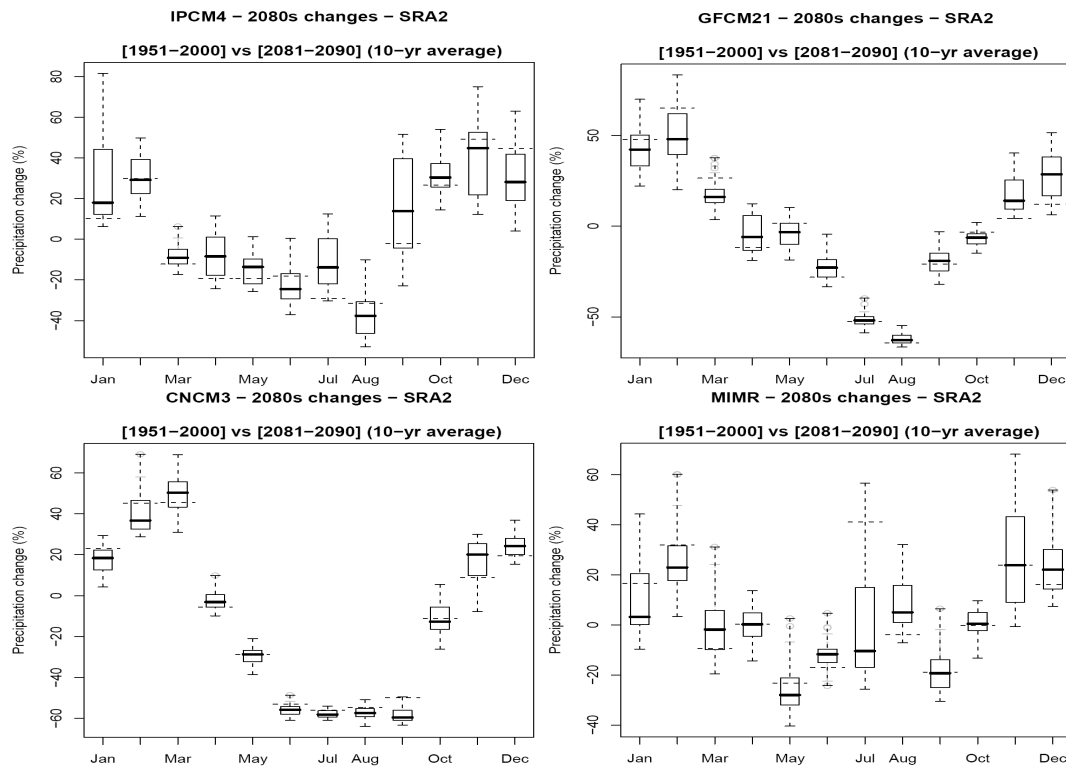 IPCM4 − 2080s changes − SRA2
[1951−2000] vs [2081−2090] (10−yr average)
Precipitation change (%)
80
60
40
20
0
−20
−40
Jan Mar May Jul Aug Oct Dec
GFCM21 − 2080s changes − SRA2
[1951−2000] vs [2081−2090] (10−yr average)
Precipitation change (%)
50
0
−50
Jan Mar May Jul Aug Oct Dec
CNCM3 − 2080s changes − SRA2
[1951−2000] vs [2081−2090] (10−yr average)
Precipitation change (%)
60
40
20
0
−20
−40
−60
Jan Mar May Jul Aug Oct Dec
MIMR − 2080s changes − SRA2
[1951−2000] vs [2081−2090] (10−yr average)
Precipitation change (%)
60
40
20
0
−20
−40
Jan Mar May Jul Aug Oct Dec